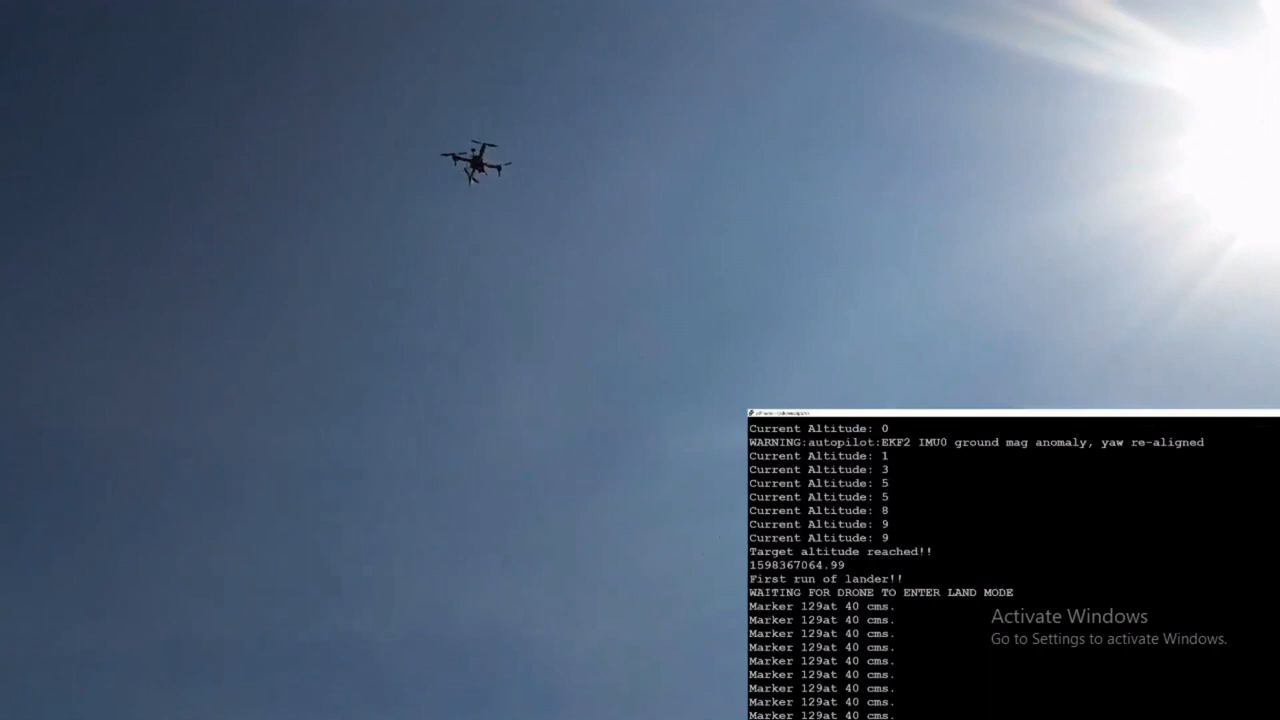 Current Altitude: 0
WARNING:autopilot:EKF2 IMU0 ground mag anomaly, yaw re-aligned
Current Altitude: 1
Current Altitude: 3
Current Altitude: 5
Current Altitude: 5
Current Altitude: 8
Current Altitude: 9
Current Altitude: 9
Target altitude reached!!
1598367064.99
First run of lander!!
WAITING FOR DRONE TO ENTER LAND MODE
Marker 129at 40 cms.
Marker 129at 40 cms.
Marker 129at 40 cms.
Marker 129at 40 cms.
Marker 129at 40 cms.
Marker 129at 40 cms.
Marker 129at 40 cms.
Marker 129at 40 cms.
Marker 129at 40 cms.
Activate Windows
Go to Settings to activate Windows.